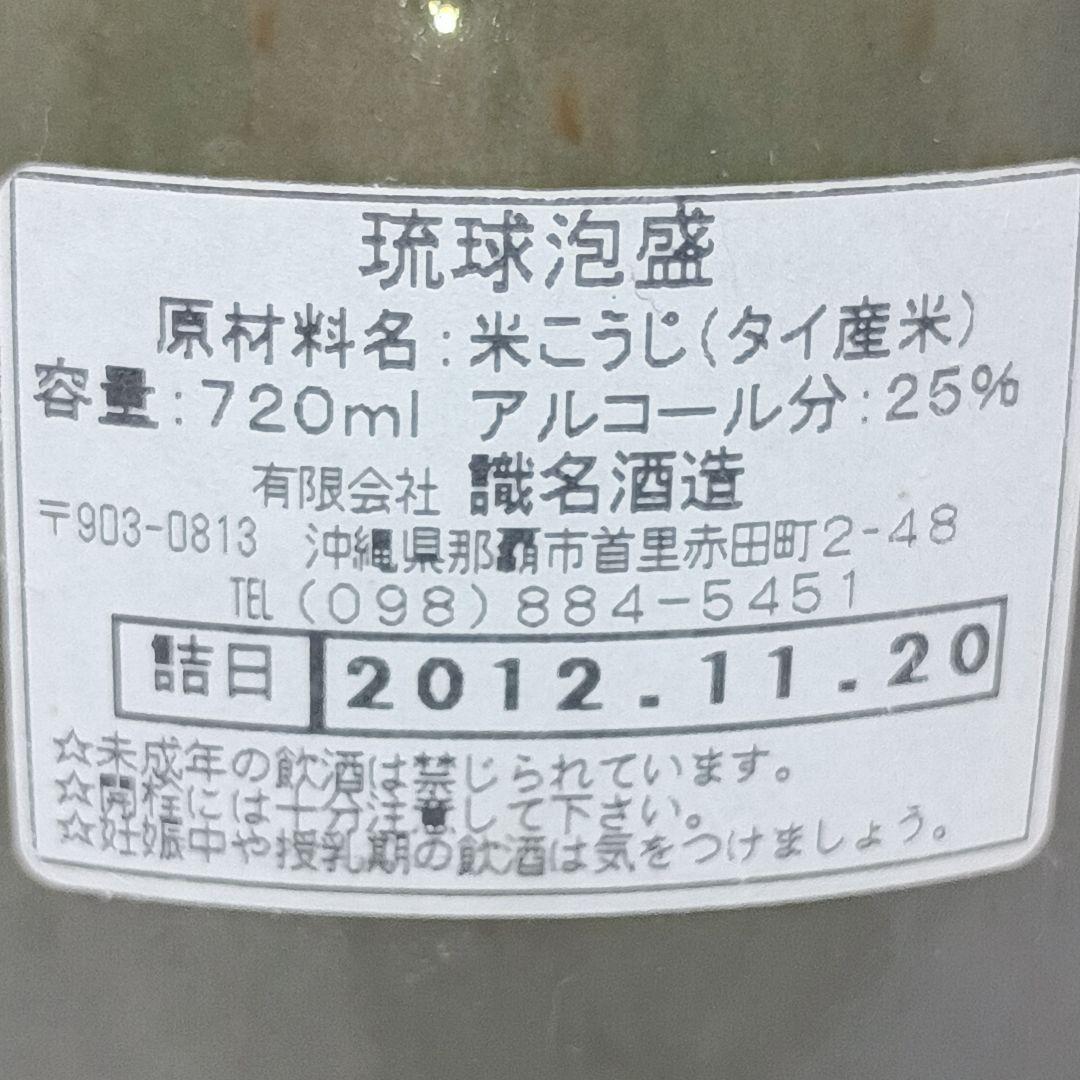 琉球泡盛
原材料名:米こうじ(タイ産米)
容量:720ml アルコール分:25%
有限会社 識名酒造
〒903-0813 沖縄県那覇市首里赤田町2-48
TEL(098)884-5451
詰日 2012.11.20
☆未成年の飲酒は禁じられています。
☆開栓には十分注意して下さい。
☆妊娠中や授乳期の飲酒は気をつけましょう。